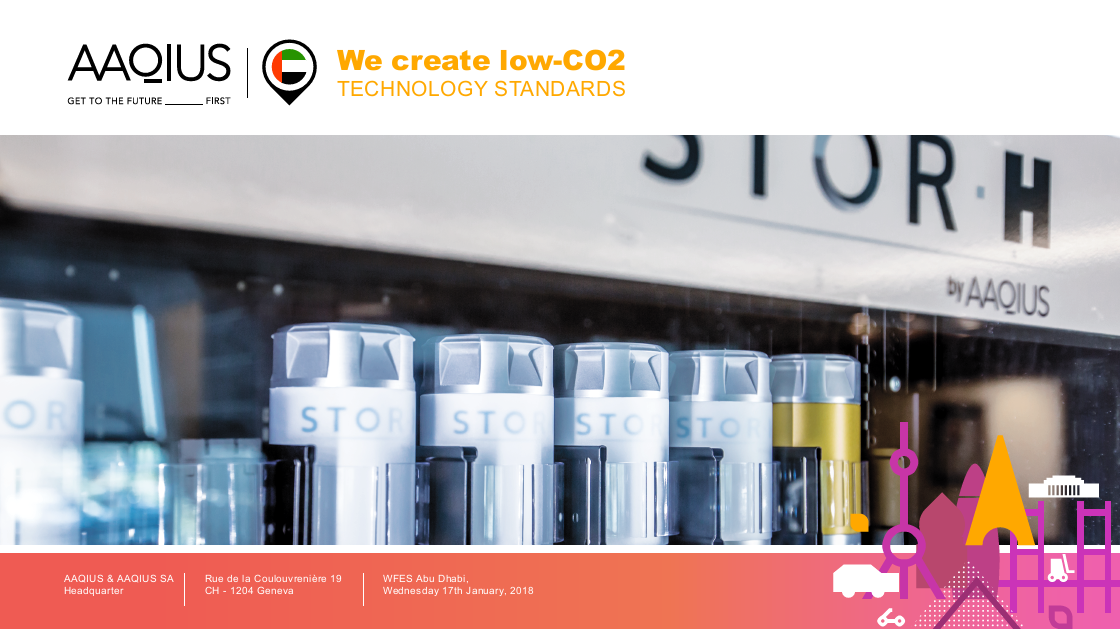 AAQIUS
GET TO THE FUTURE ______ FIRST
We create low-CO2
TECHNOLOGY STANDARDS
STOR·H
by AAQIUS
STOR
STOR
STOR
STOR
AAQIUS & AAQIUS SA
Headquarter
Rue de la Coulouvrenière 19
CH - 1204 Geneva
WFES Abu Dhabi,
Wednesday 17th January, 2018